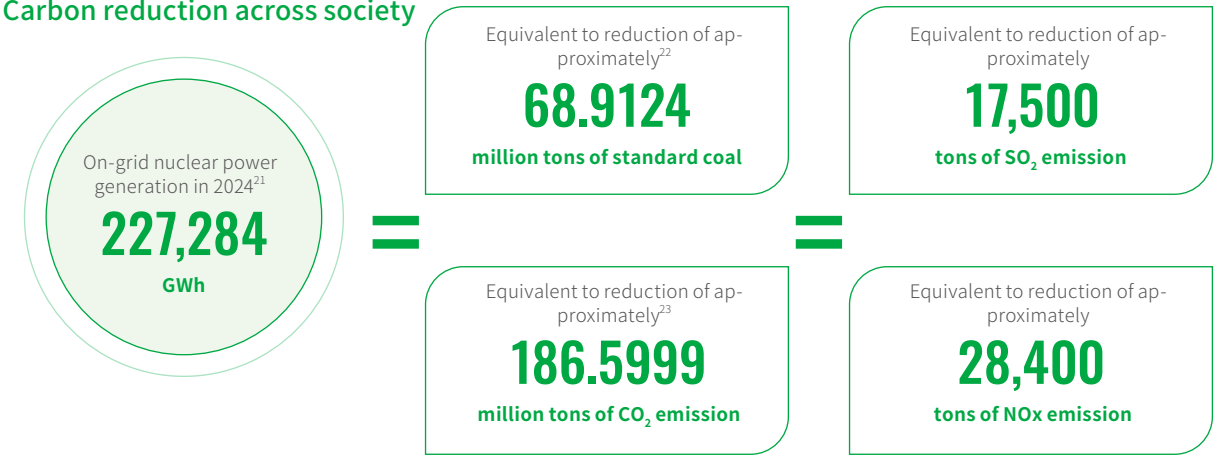 Carbon reduction across society
On-grid nuclear power
generation in 2024²¹
227,284
GWh
=
Equivalent to reduction of ap-
proximately²²
68.9124
million tons of standard coal
Equivalent to reduction of ap-
proximately²³
186.5999
million tons of CO₂ emission
=
Equivalent to reduction of ap-
proximately
17,500
tons of SO₂ emission
Equivalent to reduction of ap-
proximately
28,400
tons of NOx emission